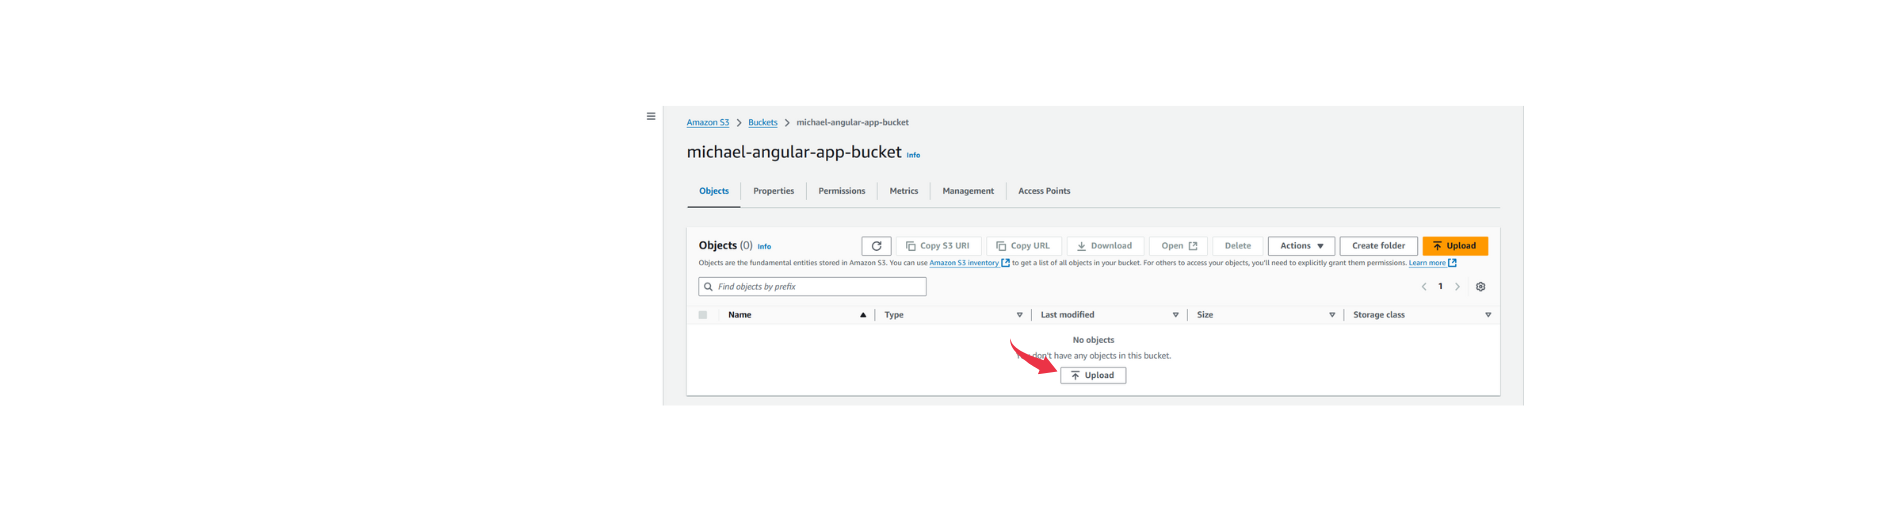 Amazon S3 > Buckets > michael-angular-app-bucket
michael-angular-app-bucket Info
Objects Properties Permissions Metrics Management Access Points
Objects (0) Info Copy S3 URI Copy URL Download Open Delete Actions Create folder Upload
Objects are the fundamental entities stored in Amazon S3. You can use Amazon S3 inventory to get a list of all objects in your bucket. For others to access your objects, you'll need to explicitly grant them permissions. Learn more
Find objects by prefix 1
Name Type Last modified Size Storage class
No objects
don't have any objects in this bucket.
Upload